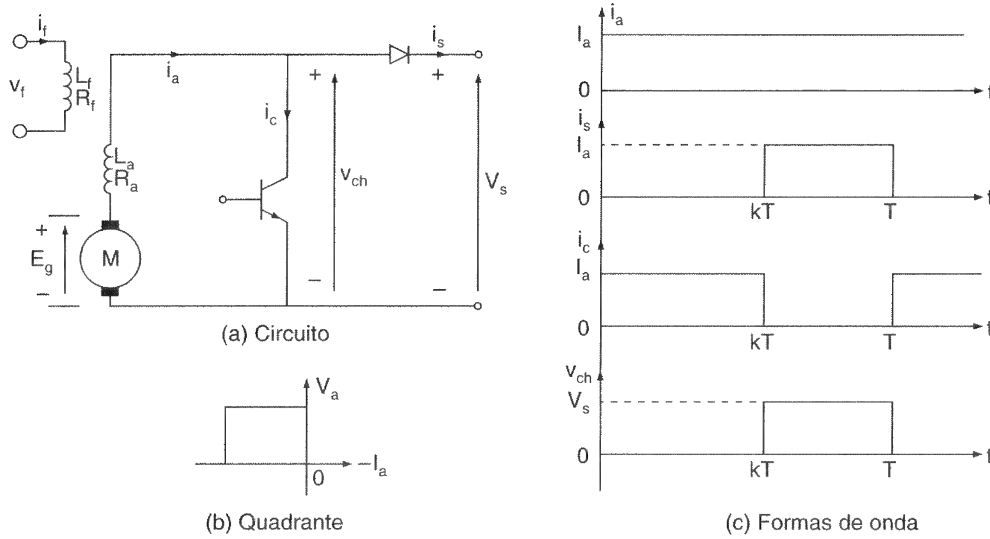 i_f
v_f
L_f
R_f
i_a
i_s
+
+
i_c
L_a
R_a
v_ch
V_s
+
E_g
M
−
−
−
(a) Circuito
V_a
0
−I_a
(b) Quadrante
i_a
I_a
0
t
i_s
I_a
0
kT
T
t
i_c
I_a
0
kT
T
t
v_ch
V_s
0
kT
T
t
(c) Formas de onda